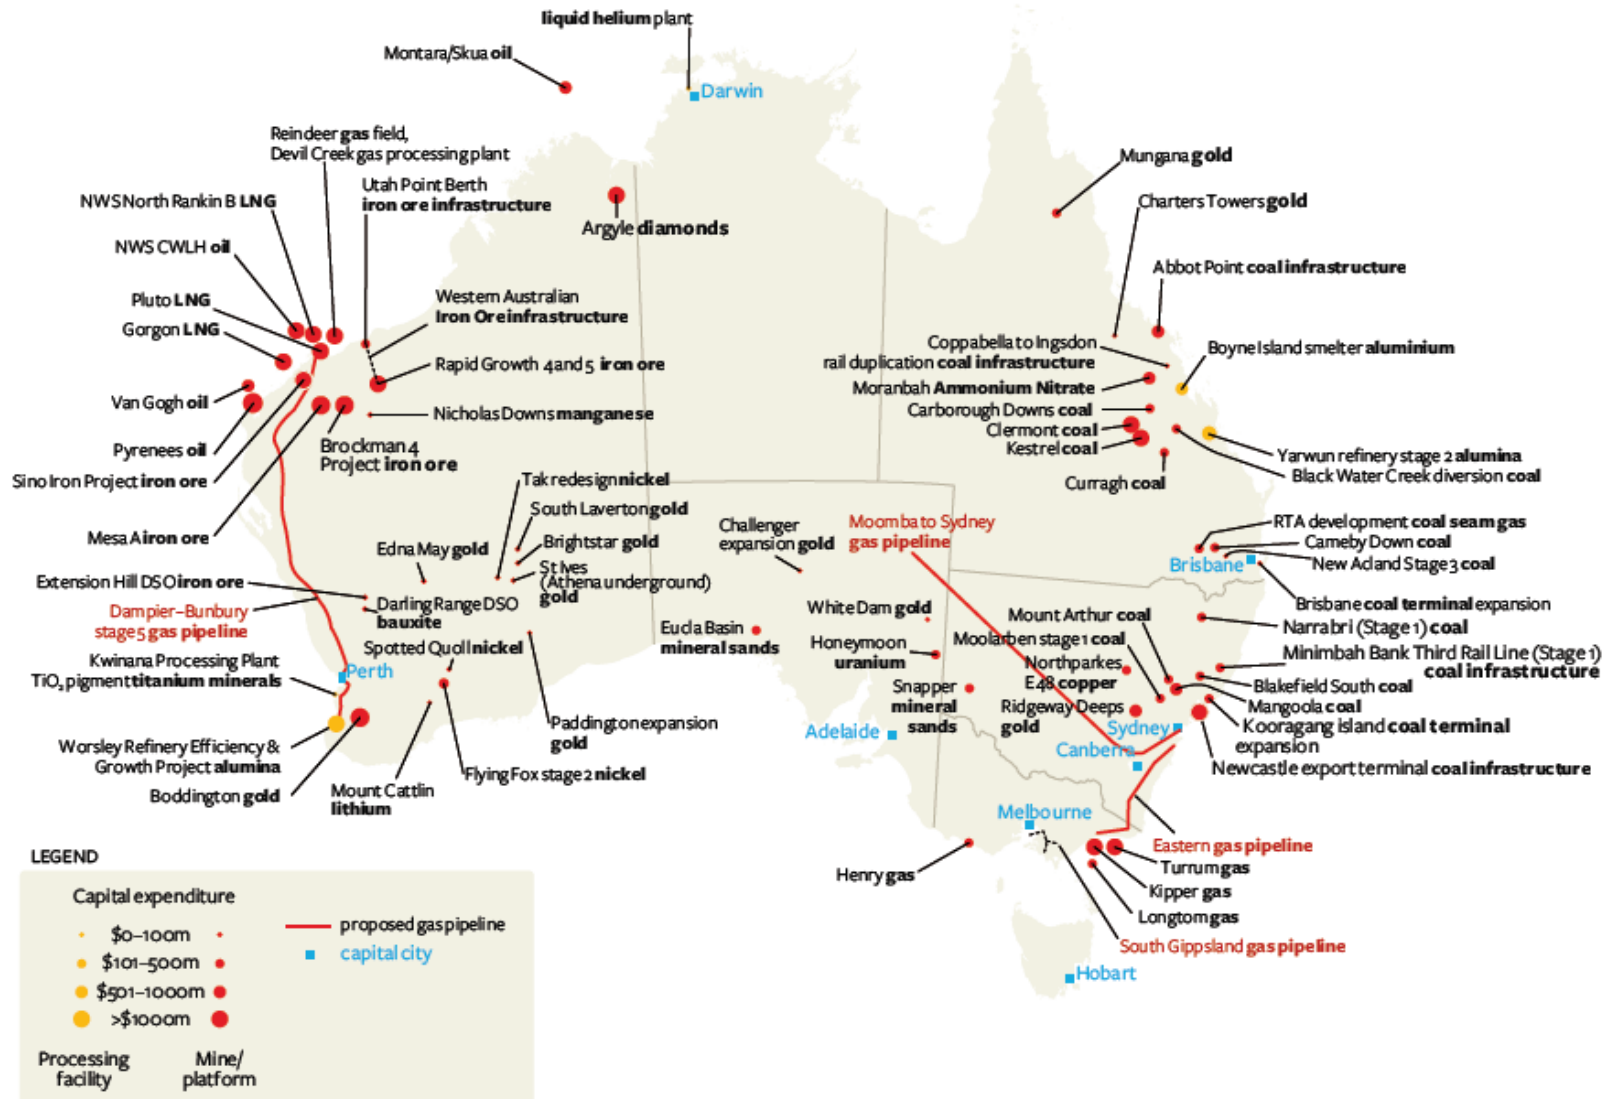 liquid helium plant
Montara/Skua oil
Darwin
Reindeer gas field,
Devil Creek gas processing plant
Mungana gold
Utah Point Berth
iron ore infrastructure
NWS North Rankin B LNG
Charters Towers gold
Argyle diamonds
NWS CWLH oil
Abbot Point coal infrastructure
Pluto LNG
Western Australian
Iron Ore infrastructure
Gorgon LNG
Coppabella to Ingsdon
rail duplication coal infrastructure
Boyne Island smelter aluminium
Rapid Growth 4 and 5 iron ore
Moranbah Ammonium Nitrate
Van Gogh oil
Nicholas Downs manganese
Carborough Downs coal
Clermont coal
Kestrel coal
Pyrenees oil
Brockman 4
Project iron ore
Yarwun refinery stage 2 alumina
Black Water Creek diversion coal
Sino Iron Project iron ore
Tak redesign nickel
Curragh coal
South Laverton gold
Mesa A iron ore
Challenger
expansion gold
Moomba to Sydney
gas pipeline
RTA development coal seam gas
Cameby Down coal
New Acland Stage 3 coal
Edna May gold
Brightstar gold
St Ives
(Athena underground)
gold
Brisbane
Extension Hill DSO iron ore
Darling Range DSO
bauxite
Brisbane coal terminal expansion
Dampier–Bunbury
stage 5 gas pipeline
White Dam gold
Mount Arthur coal
Narrabri (Stage 1) coal
Eucla Basin
mineral sands
Honeymoon
uranium
Moolarben stage 1 coal
Spotted Quoll nickel
Kwinana Processing Plant
TiO₂ pigment titanium minerals
Perth
Northparkes
E48 copper
Minimbah Bank Third Rail Line (Stage 1)
coal infrastructure
Snapper
mineral
sands
Blakefield South coal
Mangoola coal
Ridgeway Deeps
gold
Kooragang island coal terminal
expansion
Adelaide
Sydney
Canberra
Paddington expansion
gold
Worsley Refinery Efficiency &
Growth Project alumina
Boddington gold
Mount Cattlin
lithium
Flying Fox stage 2 nickel
Newcastle export terminal coal infrastructure
Melbourne
Eastern gas pipeline
Henry gas
Turrum gas
Kipper gas
Longtom gas
South Gippsland gas pipeline
Hobart
LEGEND
Capital expenditure
$0–100m
$101–500m
$501–1000m
>$1000m
Processing
facility
Mine/
platform
proposed gas pipeline
capital city